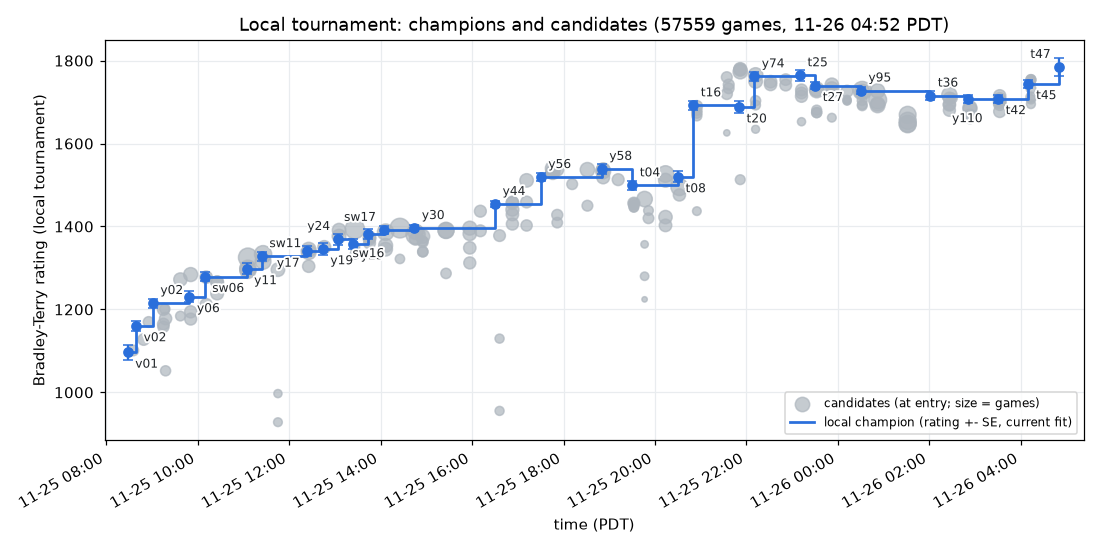 Local tournament: champions and candidates (57559 games, 11-26 04:52 PDT)
Bradley-Terry rating (local tournament)
1800
1600
1400
1200
1000
v01
v02
y02
y06
sw06
y11
sw11
y17
y24
y19
sw17
sw16
y30
y44
y56
y58
t04
t08
t16
t20
y74
t25
t27
y95
t36
y110
t42
t45
t47
candidates (at entry; size = games)
local champion (rating +- SE, current fit)
11-25 08:00
11-25 10:00
11-25 12:00
11-25 14:00
11-25 16:00
11-25 18:00
11-25 20:00
11-25 22:00
11-26 00:00
11-26 02:00
11-26 04:00
time (PDT)